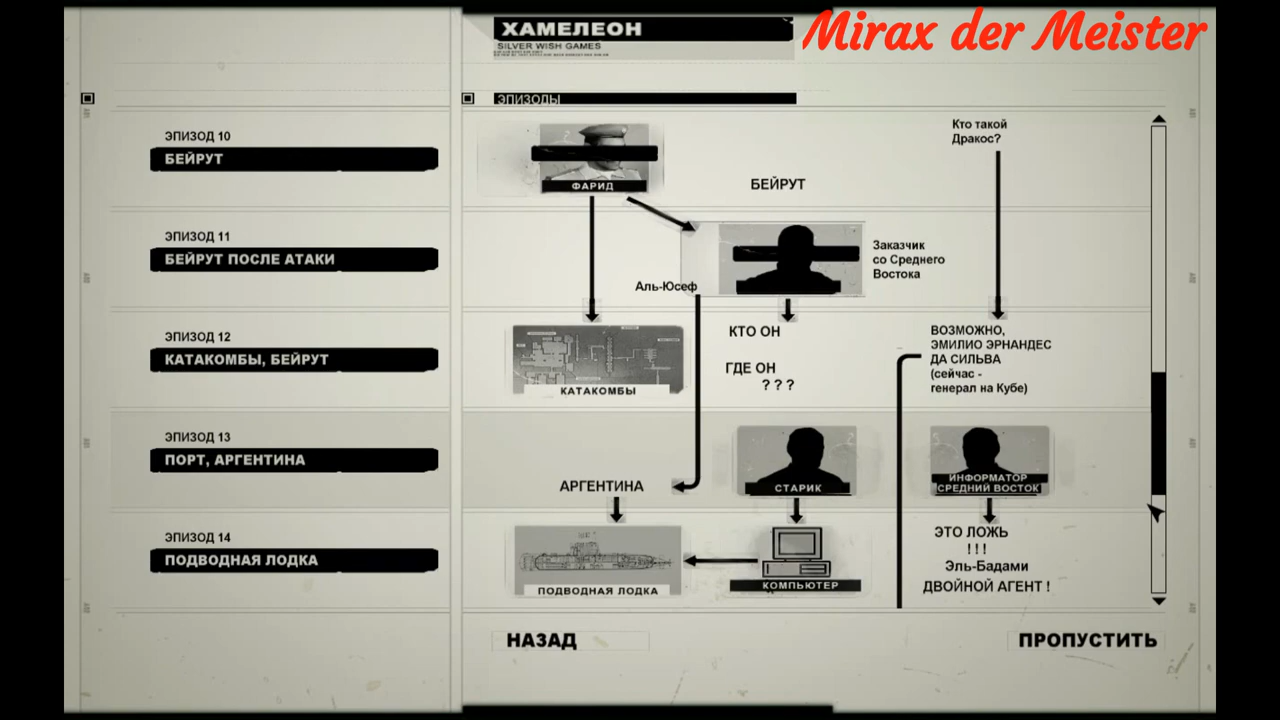 ХАМЕЛЕОН
Mirax der Meister
SILVER WISH GAMES
ЭПИЗОДЫ
ЭПИЗОД 10
БЕЙРУТ
ФАРИД
БЕЙРУТ
Кто такой
Дракос?
ЭПИЗОД 11
БЕЙРУТ ПОСЛЕ АТАКИ
Заказчик
со Среднего
Востока
Аль-Юсеф
ЭПИЗОД 12
КАТАКОМБЫ, БЕЙРУТ
КАТАКОМБЫ
КТО ОН
ГДЕ ОН
? ? ?
ВОЗМОЖНО,
ЭМИЛИО ЭРНАНДЕС
ДА СИЛЬВА
(сейчас -
генерал на Кубе)
ЭПИЗОД 13
ПОРТ, АРГЕНТИНА
АРГЕНТИНА
СТАРИК
ИНФОРМАТОР
СРЕДНИЙ ВОСТОК
ЭПИЗОД 14
ПОДВОДНАЯ ЛОДКА
ПОДВОДНАЯ ЛОДКА
КОМПЬЮТЕР
ЭТО ЛОЖЬ
! ! !
Эль-Бадами
ДВОЙНОЙ АГЕНТ !
НАЗАД
ПРОПУСТИТЬ